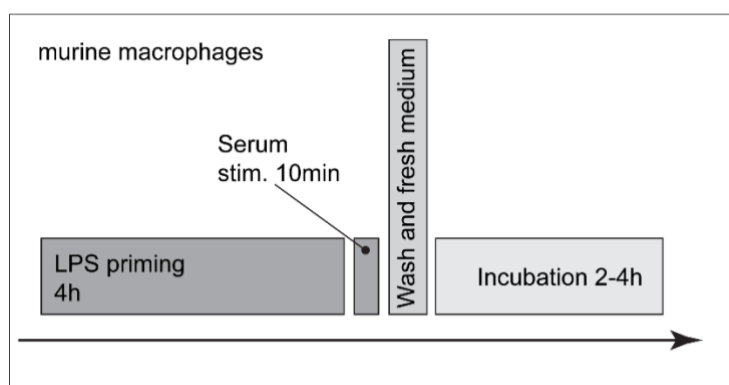 murine macrophages
Serum
stim. 10min
Wash and fresh medium
LPS priming
4h
Incubation 2-4h